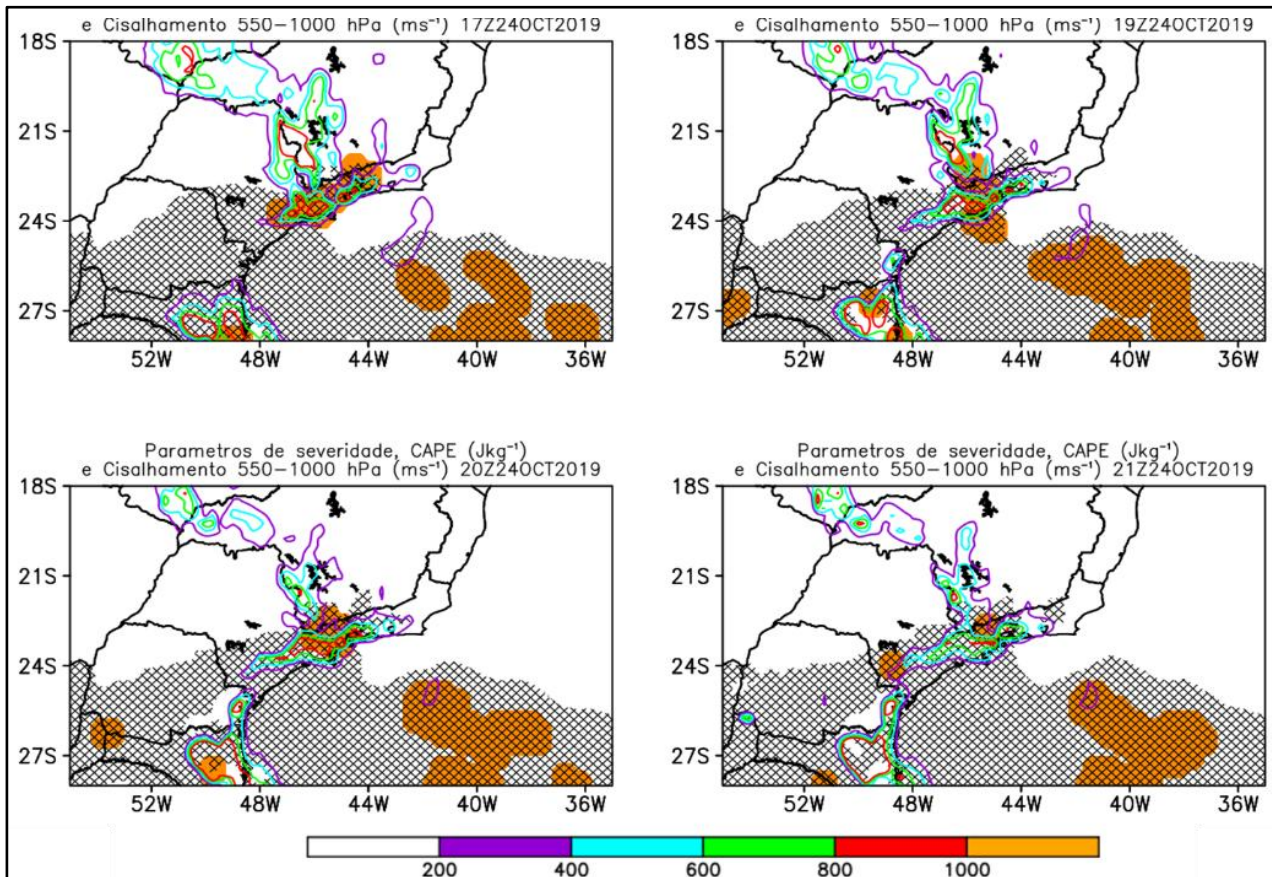 e Cisalhamento 550−1000 hPa (ms⁻¹) 17Z24OCT2019
18S
21S
24S
27S
52W 48W 44W 40W 36W
e Cisalhamento 550−1000 hPa (ms⁻¹) 19Z24OCT2019
18S
21S
24S
27S
52W 48W 44W 40W 36W
Parametros de severidade, CAPE (Jkg⁻¹)
e Cisalhamento 550−1000 hPa (ms⁻¹) 20Z24OCT2019
18S
21S
24S
27S
52W 48W 44W 40W 36W
Parametros de severidade, CAPE (Jkg⁻¹)
e Cisalhamento 550−1000 hPa (ms⁻¹) 21Z24OCT2019
18S
21S
24S
27S
52W 48W 44W 40W 36W
200 400 600 800 1000